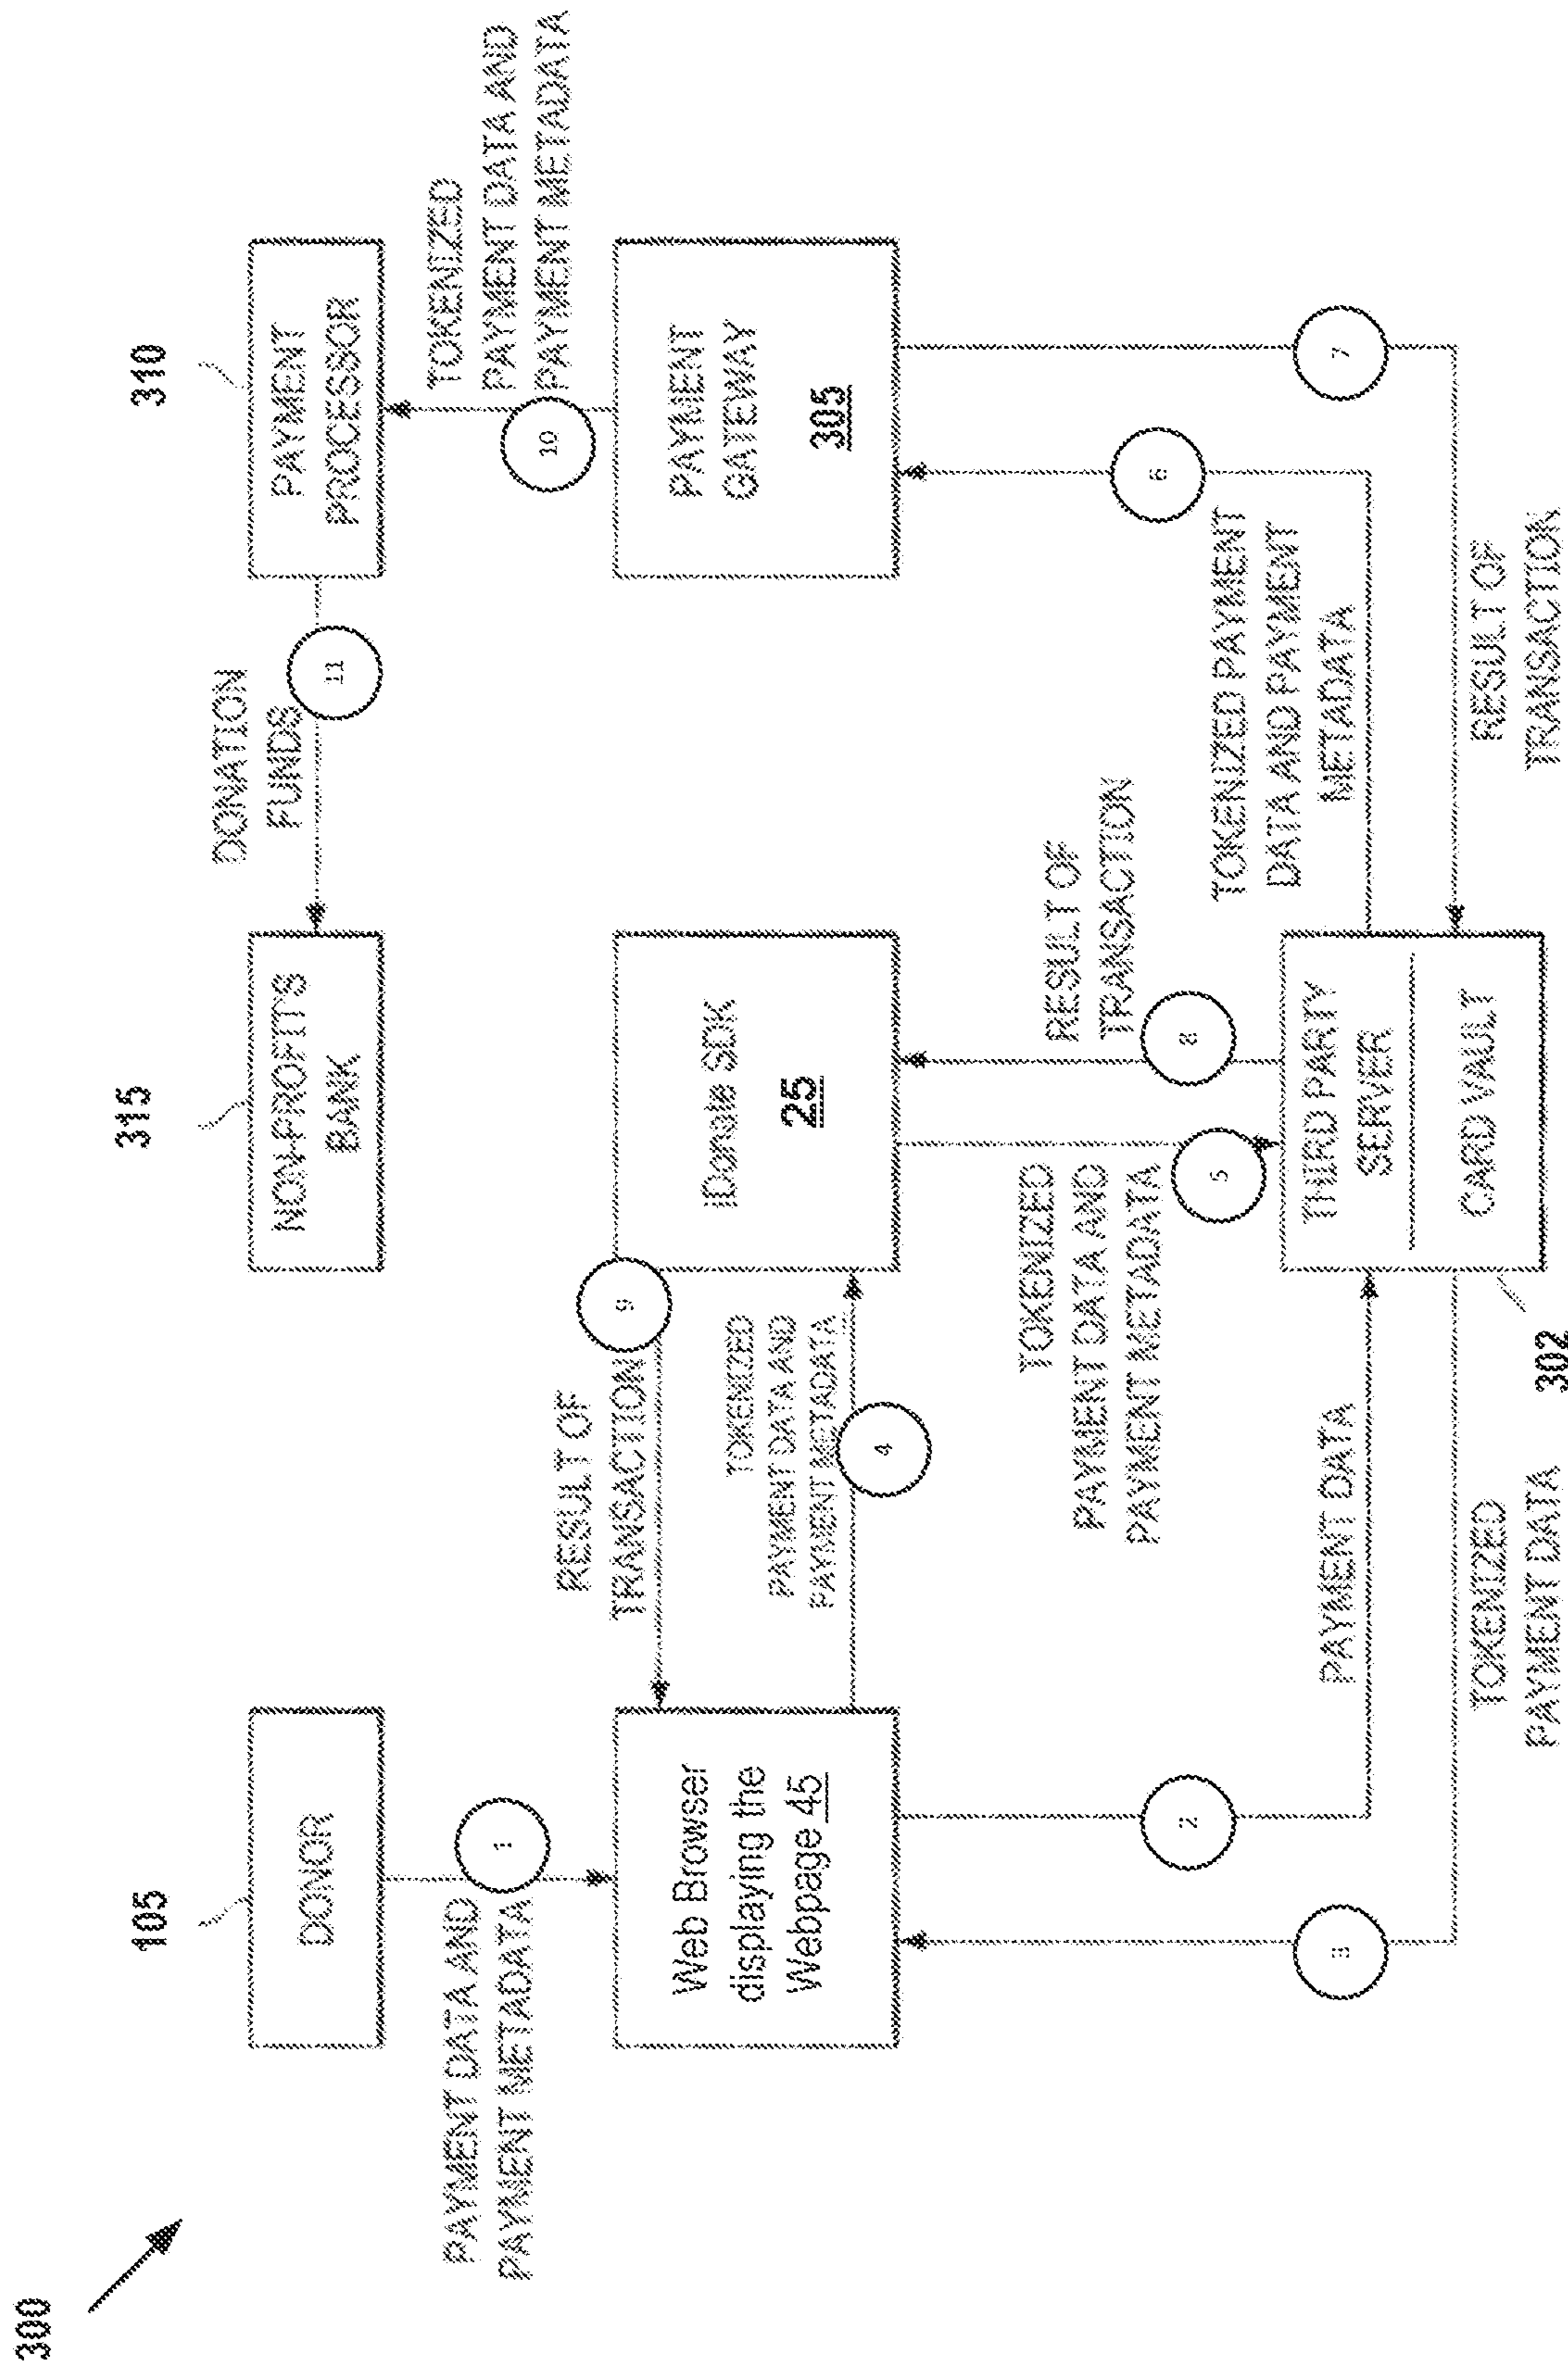 300
105
DONOR
1
PAYMENT DATA AND
PAYMENT METADATA
Web Browser
displaying the
Webpage 45
2
PAYMENT DATA
3
TOKENIZED
PAYMENT DATA
302
THIRD PARTY
SERVER
CARD VAULT
4
TOKENIZED
PAYMENT DATA AND
PAYMENT METADATA
9
RESULT OF
TRANSACTION
iDonate SDK
25
5
TOKENIZED
PAYMENT DATA AND
PAYMENT METADATA
8
RESULT OF
TRANSACTION
6
TOKENIZED PAYMENT
DATA AND PAYMENT
METADATA
7
RESULT OF
TRANSACTION
PAYMENT
GATEWAY
305
10
TOKENIZED
PAYMENT DATA AND
PAYMENT METADATA
310
PAYMENT
PROCESSOR
11
DONATION
FUNDS
315
NON-PROFIT'S
BANK